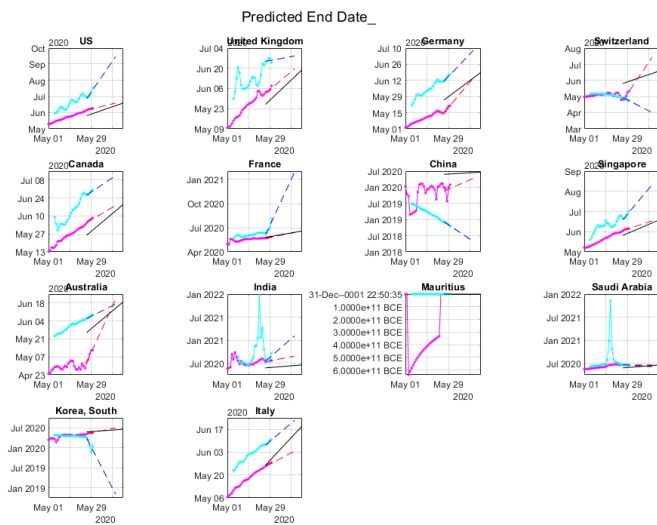 Predicted End Date_
US
2020
Oct
Sep
Aug
Jul
Jun
May
May 01
May 29
2020
United Kingdom
2020
Jul 04
Jun 20
Jun 06
May 23
May 09
May 01
May 29
2020
Germany
2020
Jul 10
Jun 26
Jun 12
May 29
May 15
May 01
May 01
May 29
2020
Switzerland
2020
Aug
Jul
Jun
May
Apr
Mar
May 01
May 29
2020
Canada
2020
Jul 08
Jun 24
Jun 10
May 27
May 13
May 01
May 29
2020
France
Jan 2021
Oct 2020
Jul 2020
Apr 2020
May 01
May 29
2020
China
Jul 2020
Jan 2020
Jul 2019
Jan 2019
Jul 2018
Jan 2018
May 01
May 29
2020
Singapore
2020
Sep
Aug
Jul
Jun
May
May 01
May 29
2020
Australia
2020
Jun 18
Jun 04
May 21
May 07
Apr 23
May 01
May 29
2020
India
Jan 2022
Jul 2021
Jan 2021
Jul 2020
May 01
May 29
2020
Mauritius
31-Dec--0001 22:50:35
1.0000e+11 BCE
2.0000e+11 BCE
3.0000e+11 BCE
4.0000e+11 BCE
5.0000e+11 BCE
6.0000e+11 BCE
May 01
May 29
2020
Saudi Arabia
Jan 2022
Jul 2021
Jan 2021
Jul 2020
May 01
May 29
2020
Korea, South
Jul 2020
Jan 2020
Jul 2019
Jan 2019
May 01
May 29
2020
Italy
2020
Jun 17
Jun 03
May 20
May 06
May 01
May 29
2020